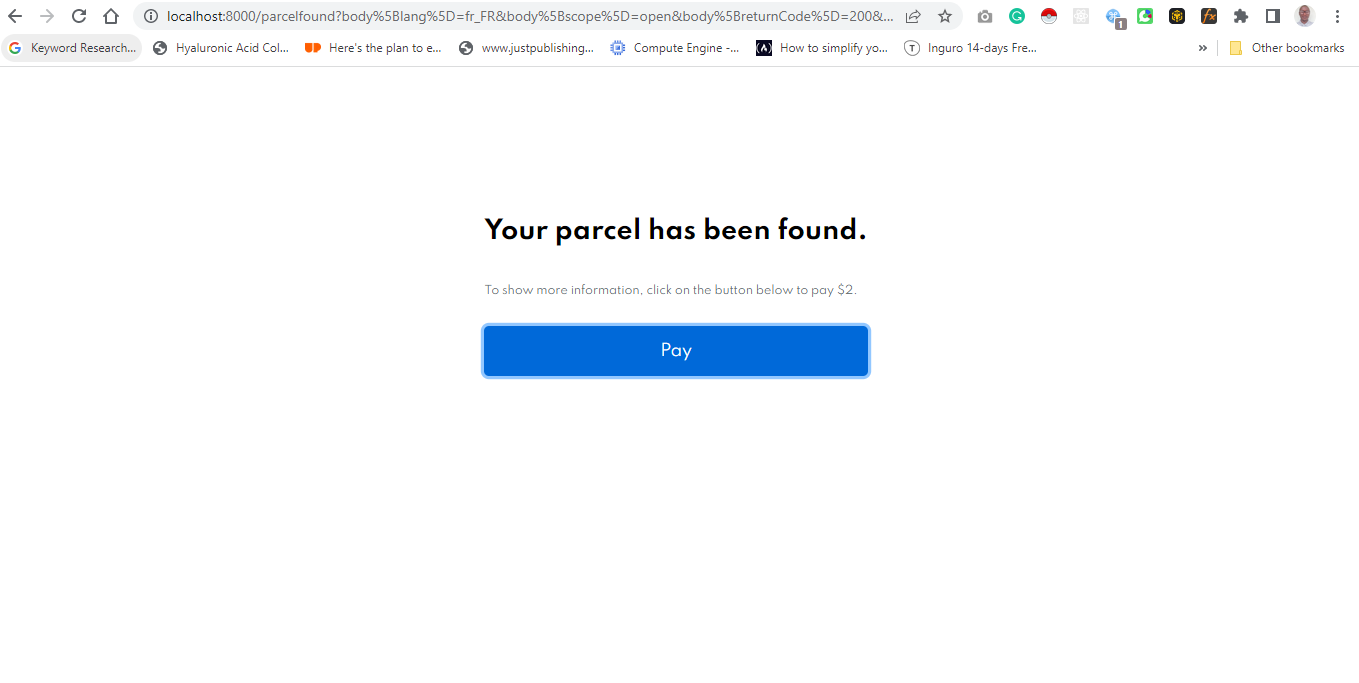 localhost:8000/parcelfound?body%5Blang%5D=fr_FR&body%5Bscope%5D=open&body%5BreturnCode%5D=200&...
1
Keyword Research... Hyaluronic Acid Col... Here's the plan to e... www.justpublishing... Compute Engine -... How to simplify yo... Inguro 14-days Fre... » Other bookmarks
Your parcel has been found.
To show more information, click on the button below to pay $2.
Pay